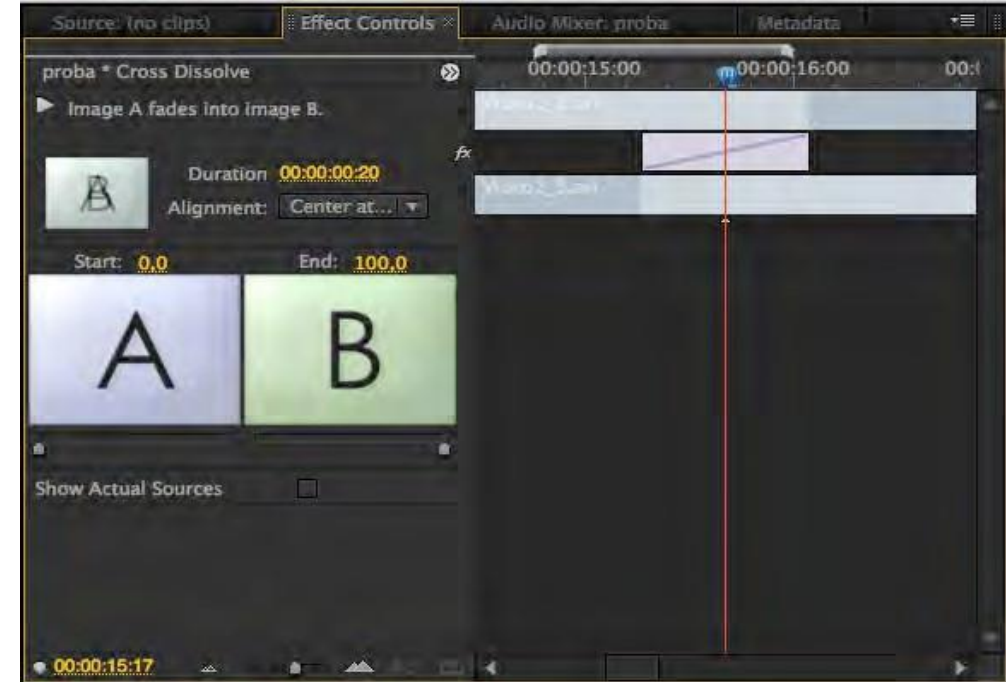 Source: (no clips) Effect Controls × Audio Mixer: proba Metadata
proba * Cross Dissolve
00:00:15:00 00:00:16:00 00:(
Image A fades into image B.
fx
Duration 00:00:00:20
Alignment: Center at...
Start: 0,0 End: 100,0
A B
Show Actual Sources
00:00:15:17